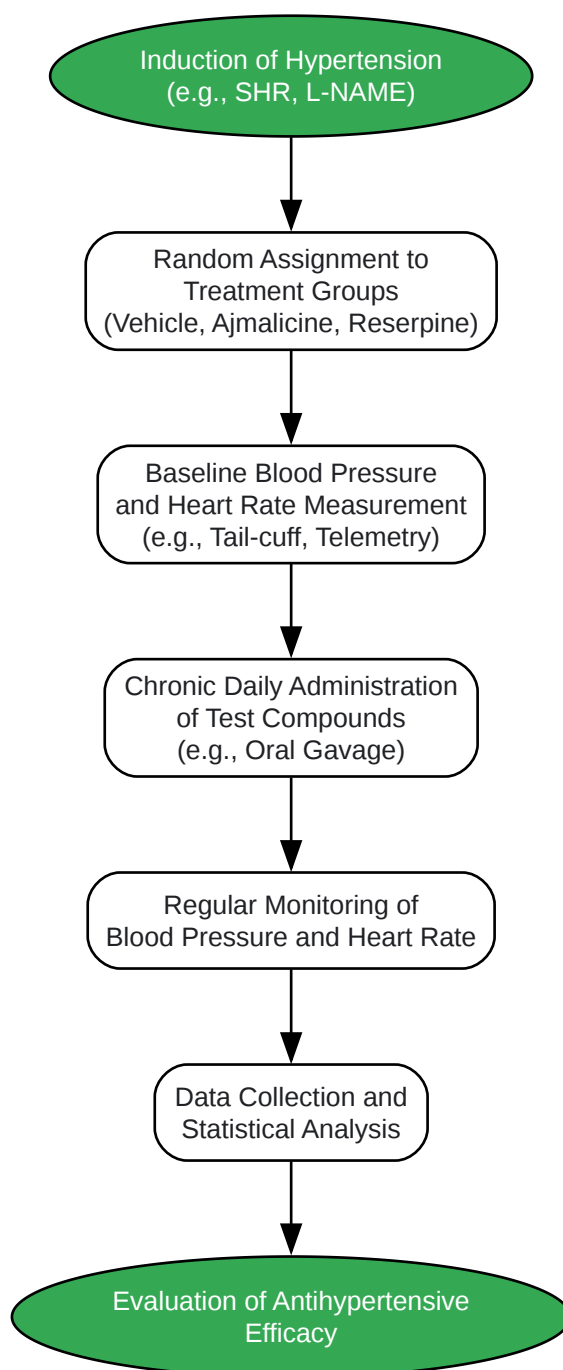 Induction of Hypertension
(e.g., SHR, L-NAME)
Random Assignment to
Treatment Groups
(Vehicle, Ajmalicine, Reserpine)
Baseline Blood Pressure
and Heart Rate Measurement
(e.g., Tail-cuff, Telemetry)
Chronic Daily Administration
of Test Compounds
(e.g., Oral Gavage)
Regular Monitoring of
Blood Pressure and Heart Rate
Data Collection and
Statistical Analysis
Evaluation of Antihypertensive
Efficacy